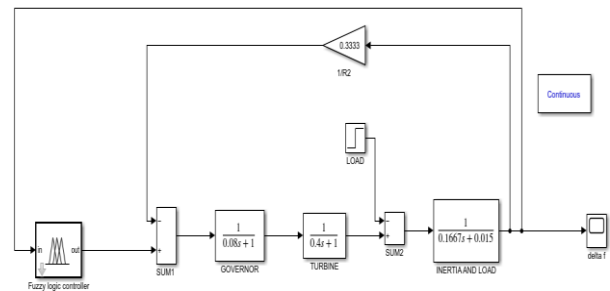 0.3333
1/R2
Continuous
LOAD
in
out
Fuzzy logic controller
−
+
SUM1
1
0.08s + 1
GOVERNOR
1
0.4s + 1
TURBINE
−
+
SUM2
1
0.1667s + 0.015
INERTIA AND LOAD
delta f